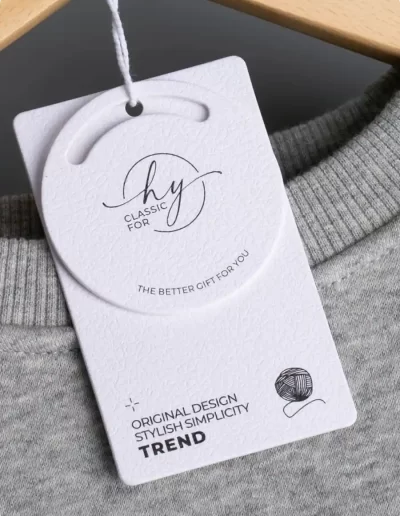 hy
CLASSIC
FOR
THE BETTER GIFT FOR YOU
ORIGINAL DESIGN
STYLISH SIMPLICITY
TREND